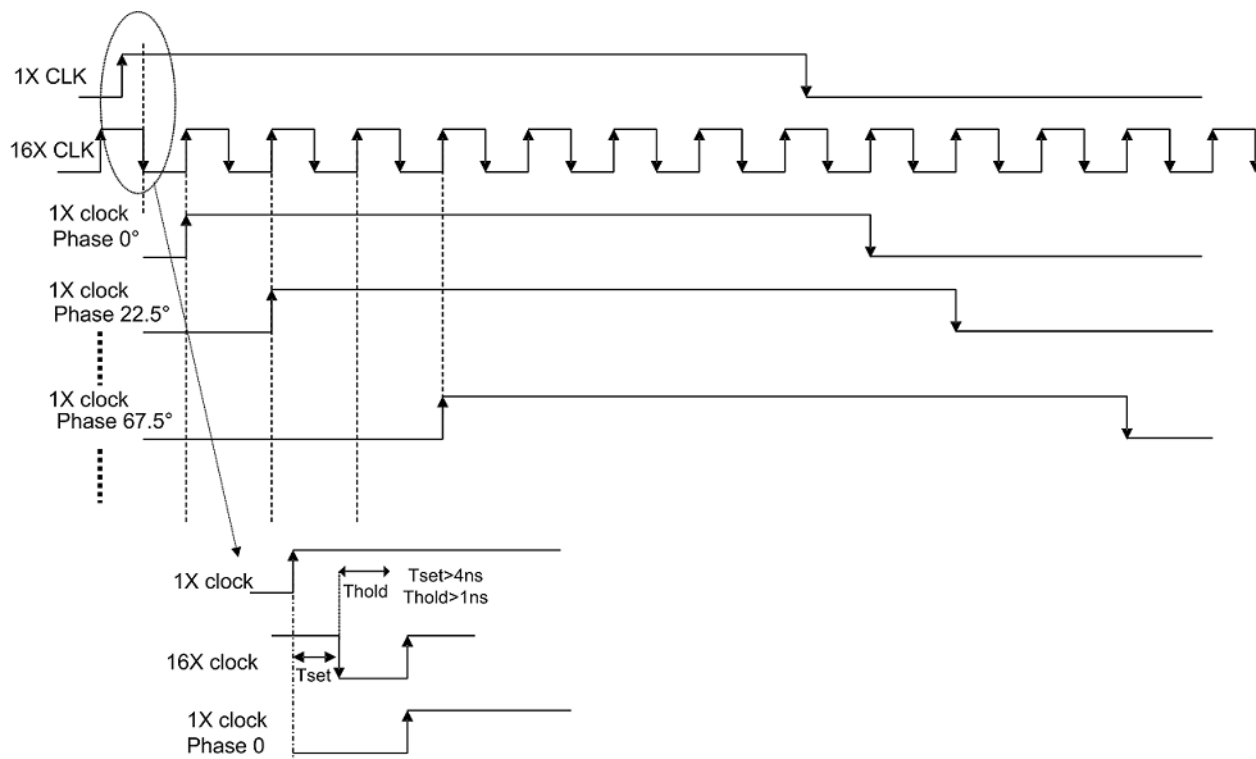 1X CLK
16X CLK
1X clock
Phase 0°
1X clock
Phase 22.5°
1X clock
Phase 67.5°
1X clock
Thold
Tset>4ns
Thold>1ns
16X clock
Tset
1X clock
Phase 0